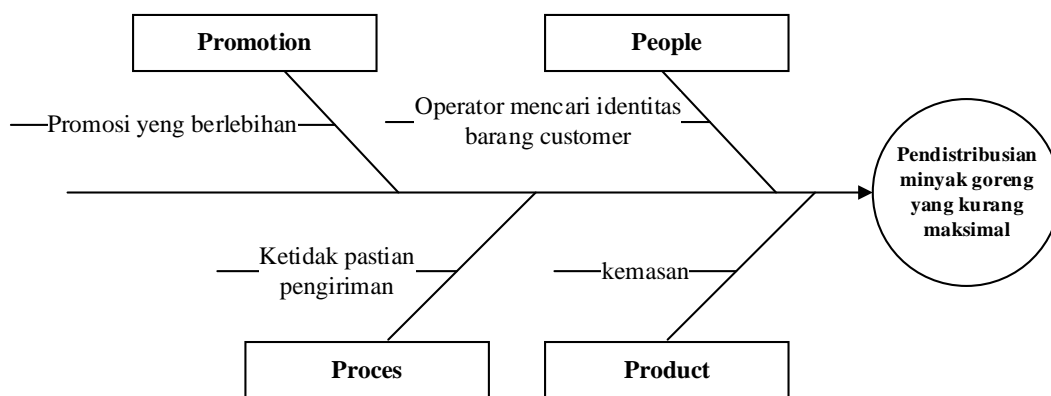 Promotion
People
Promosi yeng berlebihan
Operator mencari identitas
barang customer
Pendistribusian
minyak goreng
yang kurang
maksimal
Ketidak pastian
pengiriman
kemasan
Proces
Product